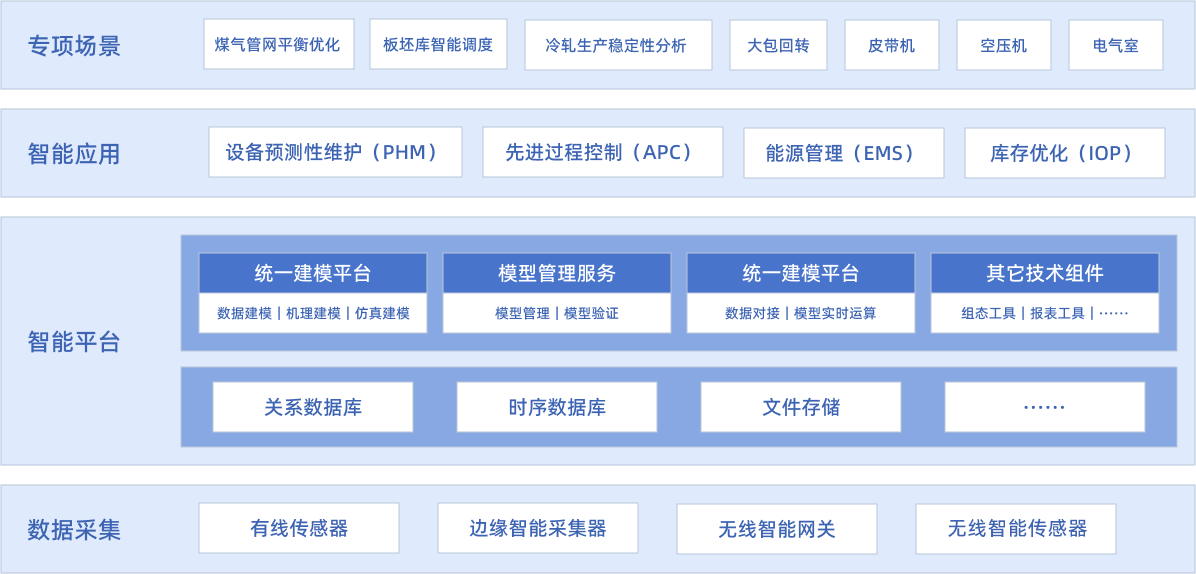 专项场景
煤气管网平衡优化
板坯库智能调度
冷轧生产稳定性分析
大包回转
皮带机
空压机
电气室
智能应用
设备预测性维护（PHM）
先进过程控制（APC）
能源管理（EMS）
库存优化（IOP）
智能平台
统一建模平台
数据建模 | 机理建模 | 仿真建模
模型管理服务
模型管理 | 模型验证
统一建模平台
数据对接 | 模型实时运算
其它技术组件
组态工具 | 报表工具 | ······
关系数据库
时序数据库
文件存储
······
数据采集
有线传感器
边缘智能采集器
无线智能网关
无线智能传感器